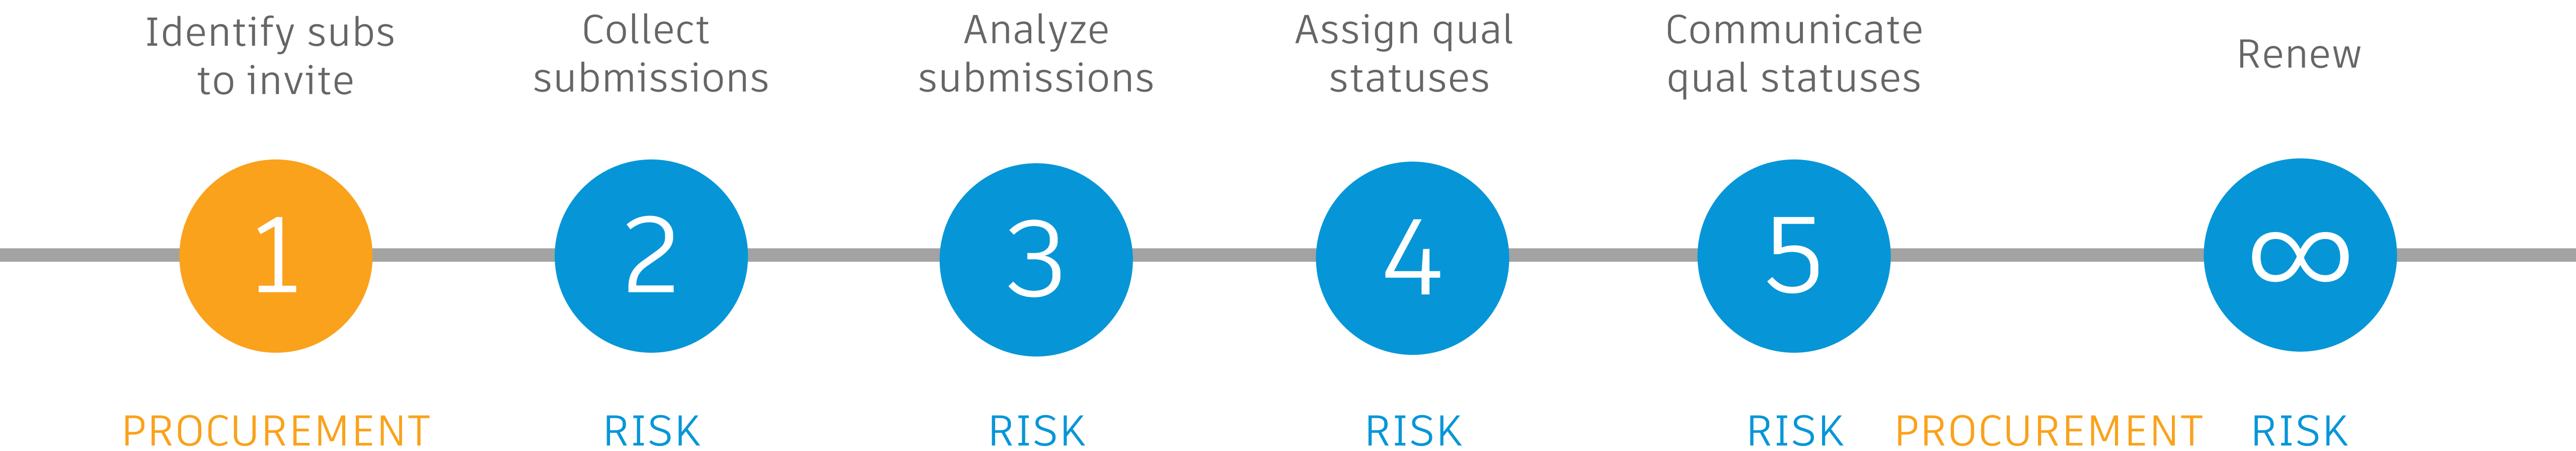 Identify subs
to invite
Collect
submissions
Analyze
submissions
Assign qual
statuses
Communicate
qual statuses
Renew
1
2
3
4
5
∞
PROCUREMENT
RISK
RISK
RISK
RISK
PROCUREMENT
RISK